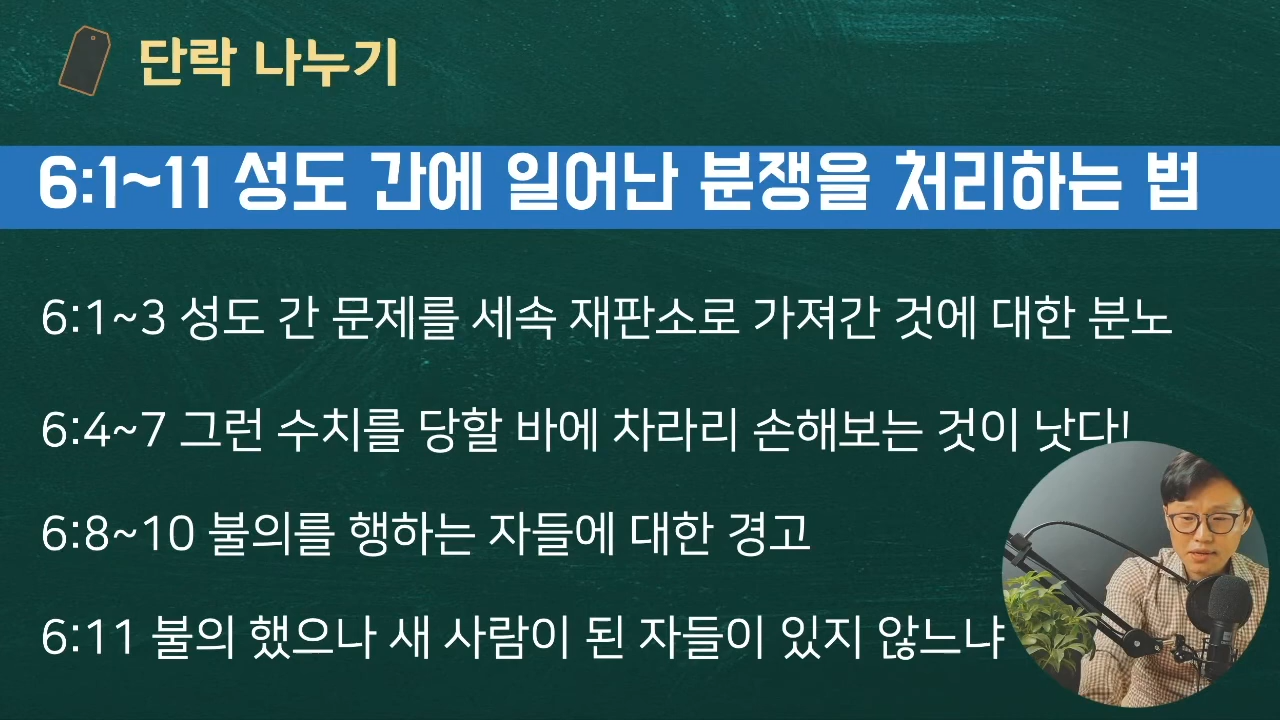 단락 나누기
6:1~11 성도 간에 일어난 분쟁을 처리하는 법
6:1~3 성도 간 문제를 세속 재판소로 가져간 것에 대한 분노
6:4~7 그런 수치를 당할 바에 차라리 손해보는 것이 낫다!
6:8~10 불의를 행하는 자들에 대한 경고
6:11 불의 했으나 새 사람이 된 자들이 있지 않느냐